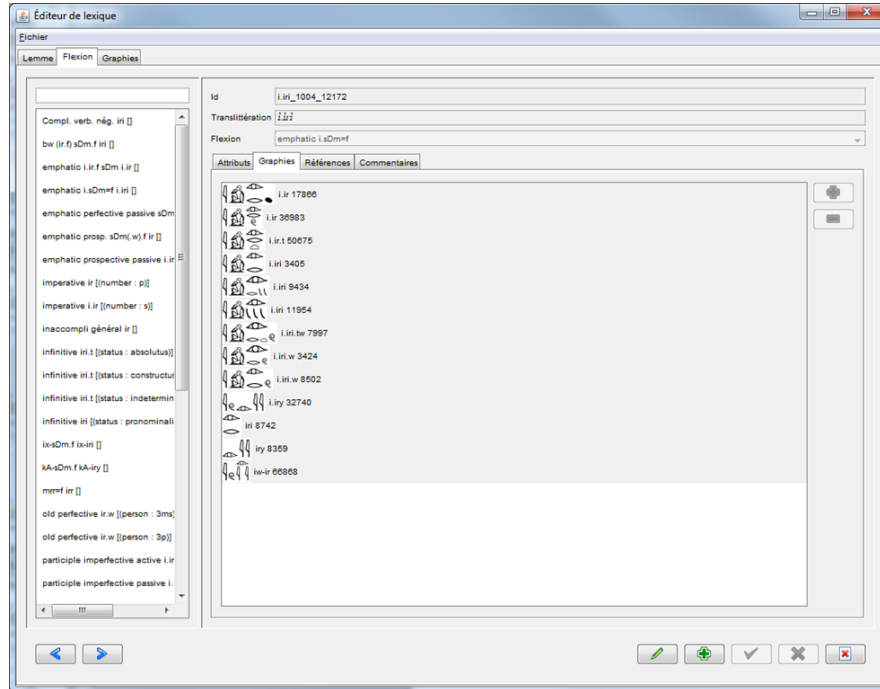 Éditeur de lexique
Fichier
Lemme Flexion Graphies
Id i.iri_1004_12172
Translittération i.iri
Flexion emphatic i.sDm=f
Attributs Graphies Références Commentaires
Compl. verb. nég. iri []
bw (ir.f) sDm.f iri []
emphatic i.ir.f sDm i.ir []
emphatic i.sDm=f i.iri []
emphatic perfective passive sDm
emphatic prosp. sDm(.w).f ir []
emphatic prospective passive i.ir
imperative ir [(number : p)]
imperative i.ir [(number : s)]
inaccompli général ir []
infinitive iri.t [(status : absolutus)]
infinitive iri.t [(status : constructus
infinitive iri.t [(status : indetermin
infinitive iri [(status : pronominali
ix-sDm.f ix-iri []
kA-sDm.f kA-iry []
mrr=f irr []
old perfective ir.w [(person : 3ms)
old perfective ir.w [(person : 3p)]
participle imperfective active i.ir
participle imperfective passive i.
i.ir 17866
i.ir 36983
i.ir.t 50675
i.iri 3405
i.iri 9434
i.iri 11954
i.iri.tw 7997
i.iri.w 3424
i.iri.w 8502
i.iry 32740
iri 8742
iry 8359
iw-ir 66868